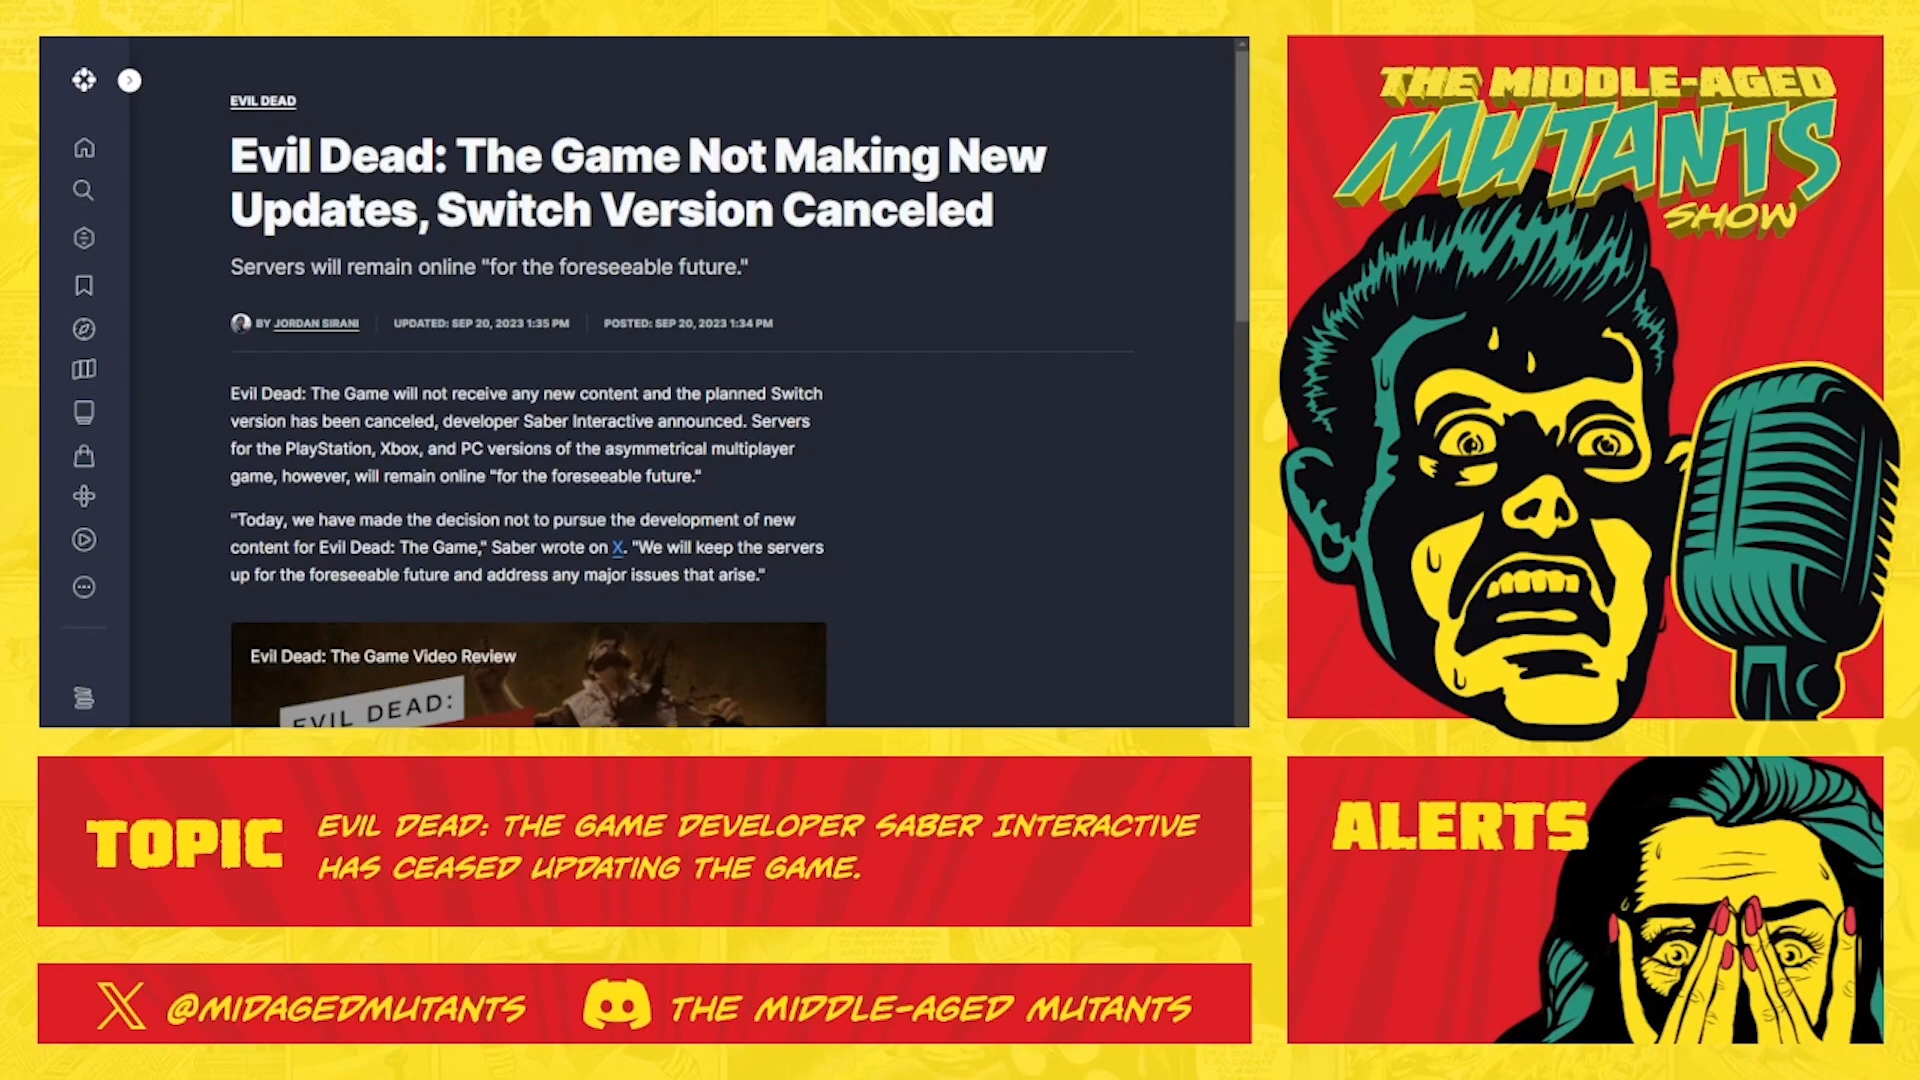 EVIL DEAD
Evil Dead: The Game Not Making New
Updates, Switch Version Canceled
Servers will remain online "for the foreseeable future."
BY JORDAN SIRANI UPDATED: SEP 20, 2023 1:35 PM POSTED: SEP 20, 2023 1:34 PM
Evil Dead: The Game will not receive any new content and the planned Switch
version has been canceled, developer Saber Interactive announced. Servers
for the PlayStation, Xbox, and PC versions of the asymmetrical multiplayer
game, however, will remain online "for the foreseeable future."
"Today, we have made the decision not to pursue the development of new
content for Evil Dead: The Game," Saber wrote on X. "We will keep the servers
up for the foreseeable future and address any major issues that arise."
Evil Dead: The Game Video Review
EVIL DEAD:
THE MIDDLE-AGED
MUTANTS
SHOW
TOPIC
EVIL DEAD: THE GAME DEVELOPER SABER INTERACTIVE
HAS CEASED UPDATING THE GAME.
ALERTS
@MIDAGEDMUTANTS
THE MIDDLE-AGED MUTANTS